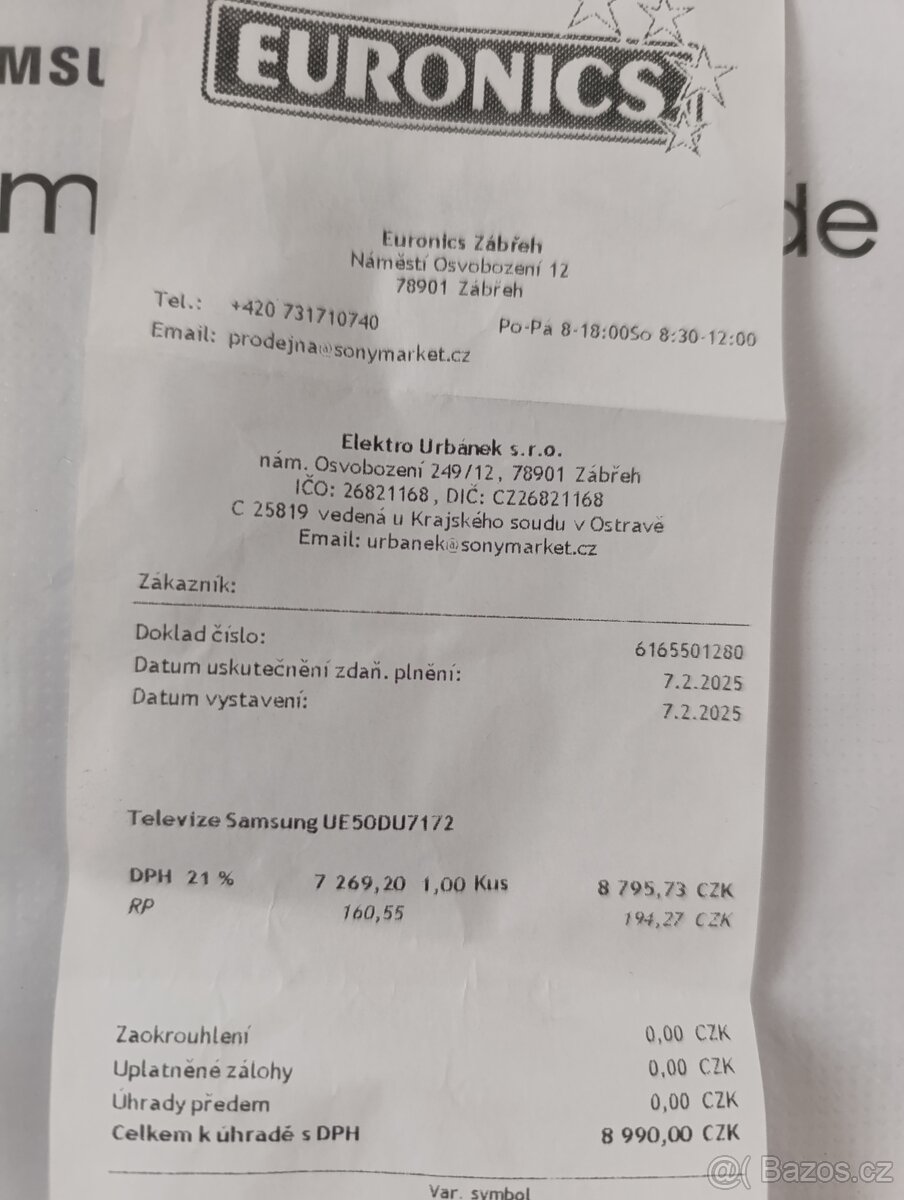 MSU
EURONICS
m
de
Euronics Zábřeh
Náměstí Osvobození 12
78901 Zábřeh
Tel.: +420 731710740
Po-Pá 8-18:00So 8:30-12:00
Email: prodejna@sonymarket.cz
Elektro Urbánek s.r.o.
nám. Osvobození 249/12, 78901 Zábřeh
IČO: 26821168, DIČ: CZ26821168
C 25819 vedená u Krajského soudu v Ostravě
Email: urbanek@sonymarket.cz
Zákazník:
Doklad číslo: 6165501280
Datum uskutečnění zdaň. plnění: 7.2.2025
Datum vystavení: 7.2.2025
Televize Samsung UE50DU7172
DPH 21 % 7 269,20 1,00 Kus 8 795,73 CZK
RP 160,55 194,27 CZK
Zaokrouhlení 0,00 CZK
Uplatněné zálohy 0,00 CZK
Úhrady předem 0,00 CZK
Celkem k úhradě s DPH 8 990,00 CZK
Var. symbol
@( Bazos.cz